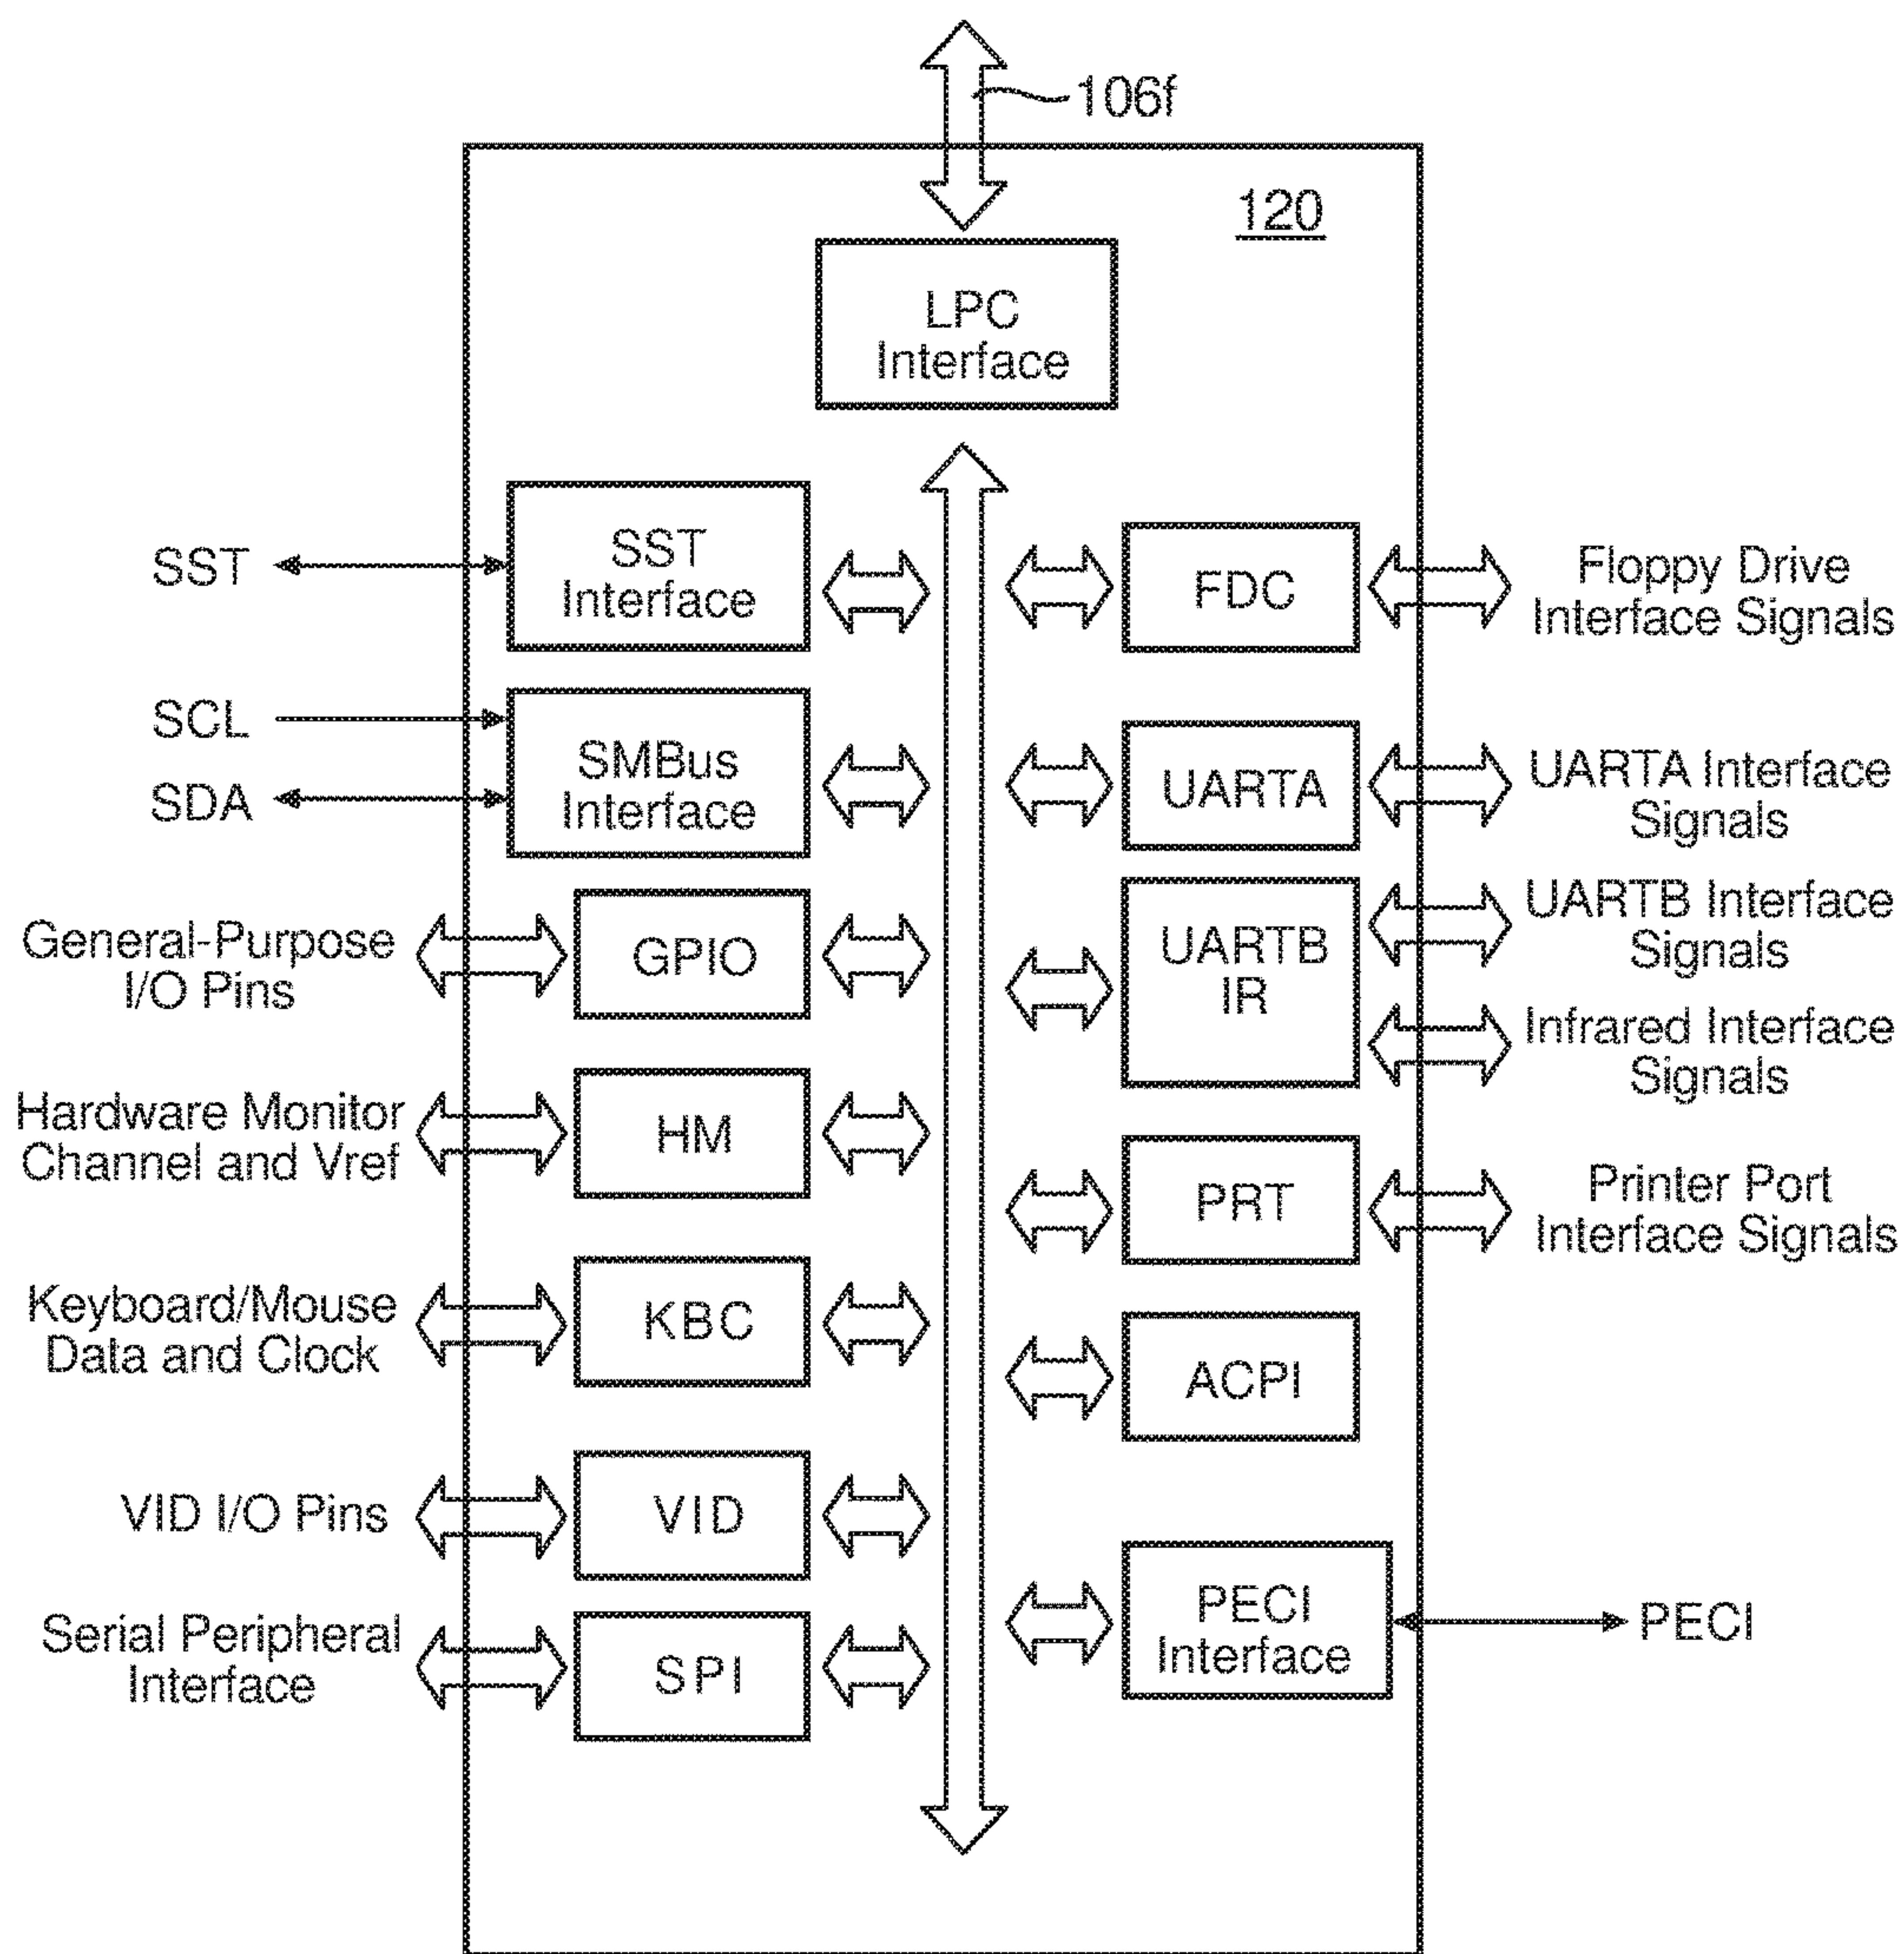 106f
120
LPC
Interface
SST
SST
Interface
FDC
Floppy Drive
Interface Signals
SCL
SDA
SMBus
Interface
UARTA
UARTA Interface
Signals
General-Purpose
I/O Pins
GPIO
UARTB
IR
UARTB Interface
Signals
Infrared Interface
Signals
Hardware Monitor
Channel and Vref
HM
PRT
Printer Port
Interface Signals
Keyboard/Mouse
Data and Clock
KBC
ACPI
VID I/O Pins
VID
PECI
Interface
PECI
Serial Peripheral
Interface
SPI